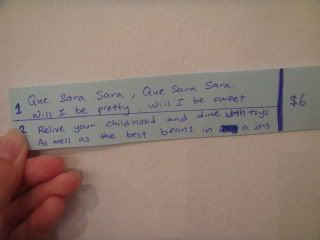 1 Que Sara Sara, Que Sara Sara.
Will I be pretty, will I be sweet.
2 Relive your childhood and dine with toys
As well as the best beans in a joy
$6